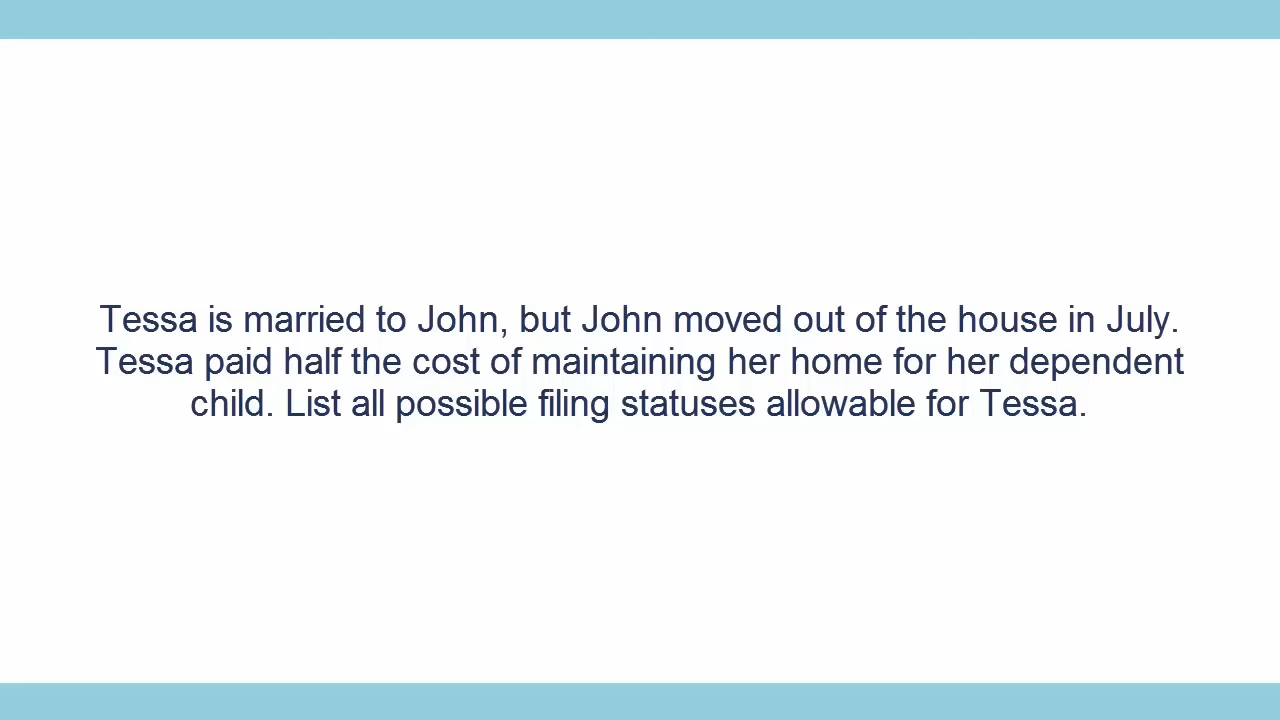 Tessa is married to John, but John moved out of the house in July.
Tessa paid half the cost of maintaining her home for her dependent
child. List all possible filing statuses allowable for Tessa.